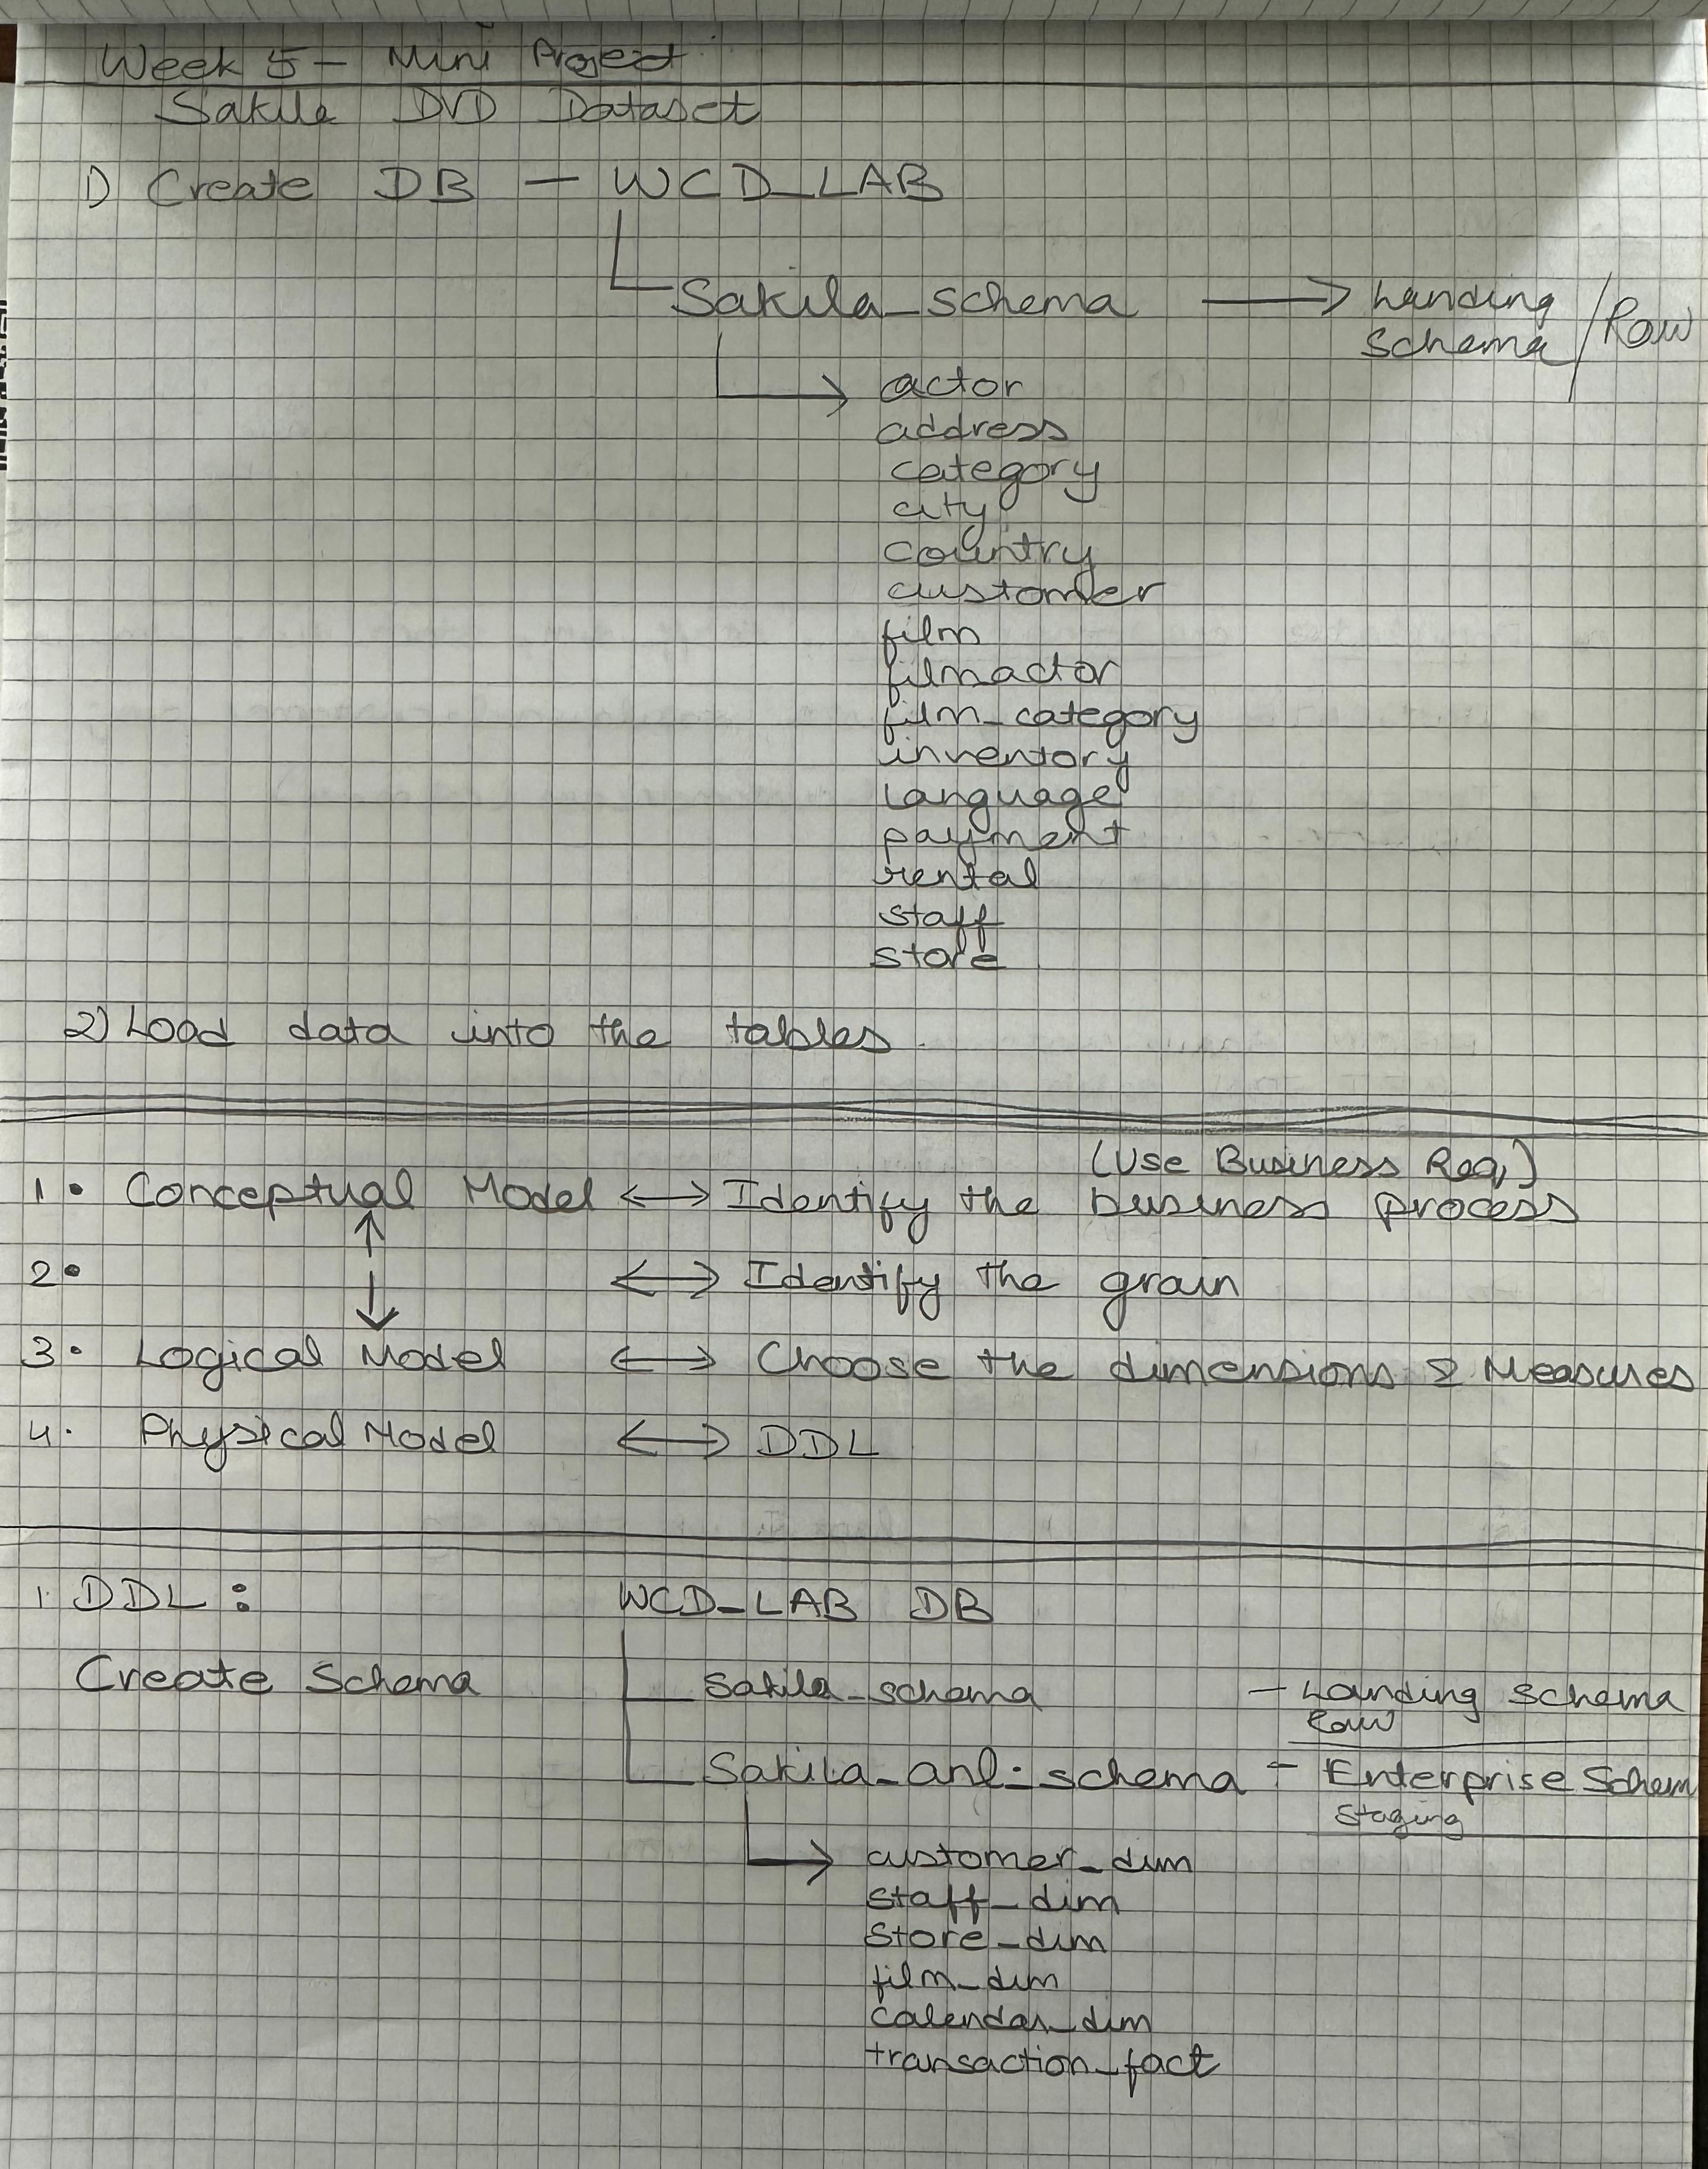 Week 5 - Mini Project
Sakila DVD Dataset
1) Create DB - WCD_LAB
Sakila_schema → Landing schema / Raw
actor
address
category
city
country
customer
film
filmactor
film_category
inventory
Language
payment
rental
staff
store
2) Load data into the tables.
(Use Business Req.)
1. Conceptual Model ↔ Identify the business process
2. ↔ Identify the grain
3. Logical Model ↔ Choose the dimensions & Measures
4. Physical Model ↔ DDL
1. DDL : WCD_LAB DB
Create Schema
Sakila_schema - Landing schema
Raw
Sakila_anl_schema - Enterprise Schem
Staging
customer_dim
staff_dim
Store_dim
film_dim
calendar_dim
transaction_fact